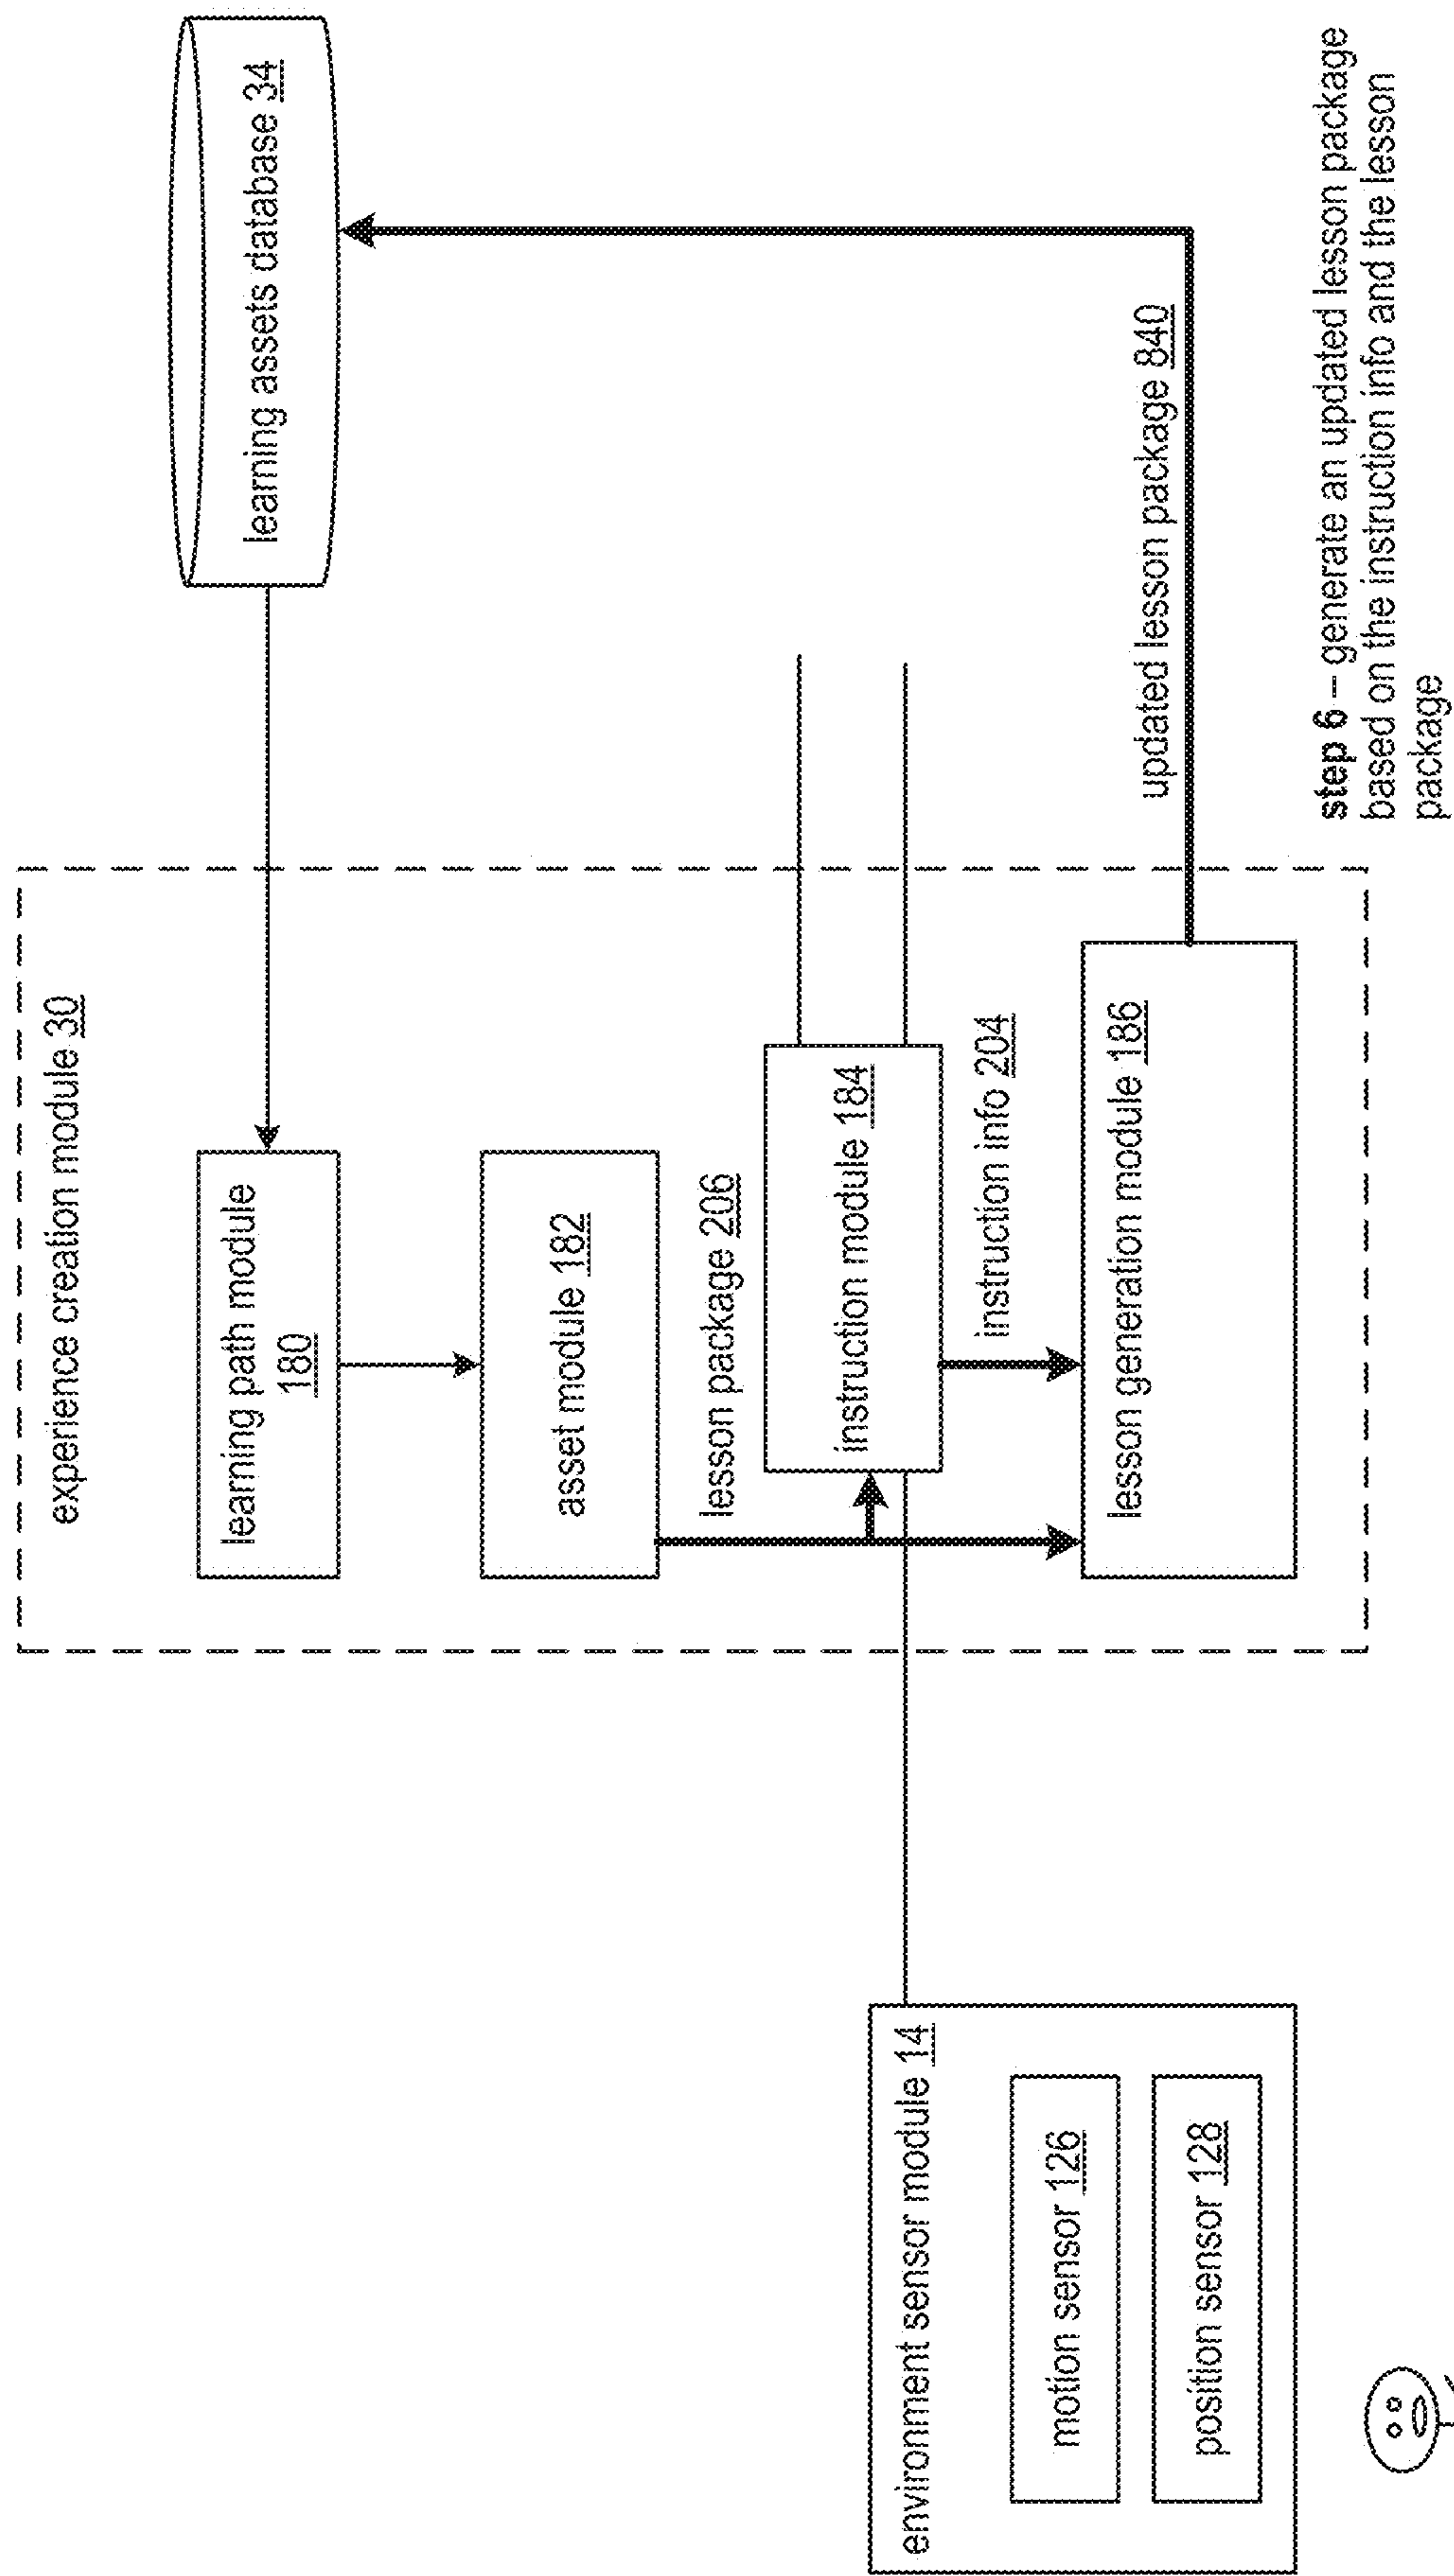 experience creation module 30
learning assets database 34
learning path module
180
asset module 182
lesson package 206
instruction module 184
instruction info 204
lesson generation module 186
updated lesson package 840
environment sensor module 14
motion sensor 126
position sensor 128
step 6 – generate an updated lesson package
based on the instruction info and the lesson
package